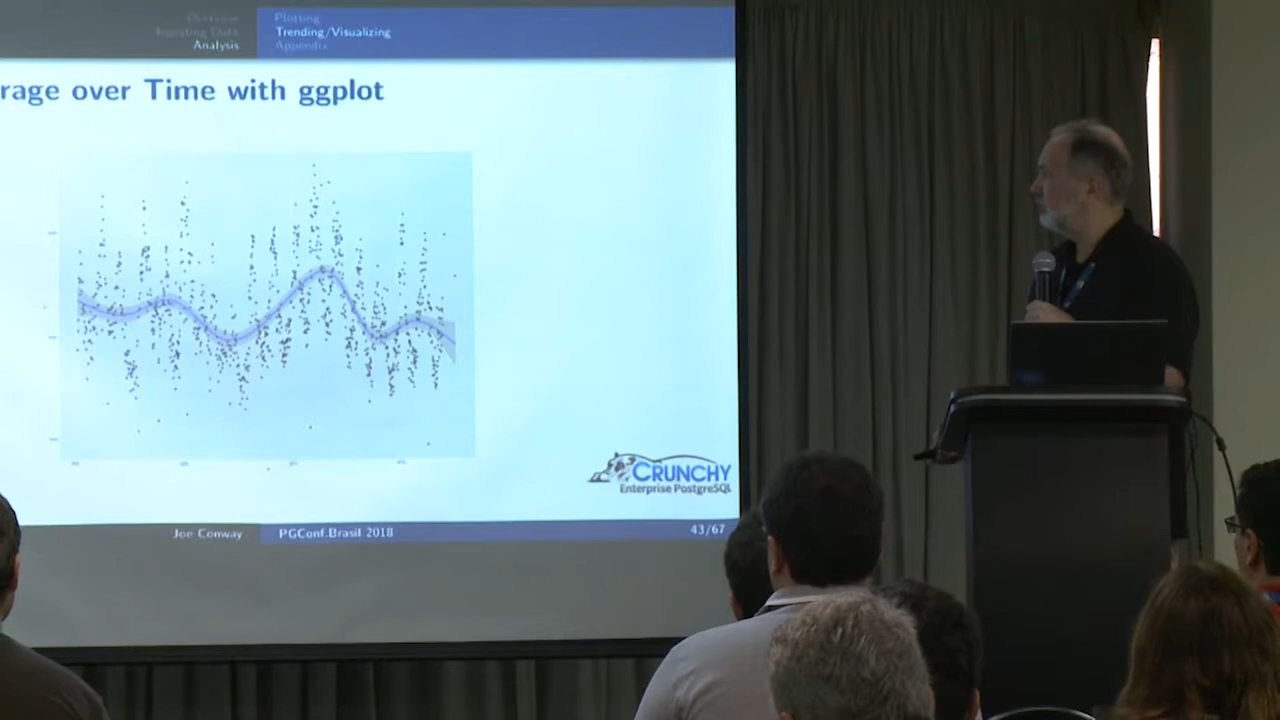 Overview
Ingesting Data
Analysis
Plotting
Trending/Visualizing
Appendix
rage over Time with ggplot
CRUNCHY
Enterprise PostgreSQL
Joe Conway
PGConf.Brasil 2018
43/67